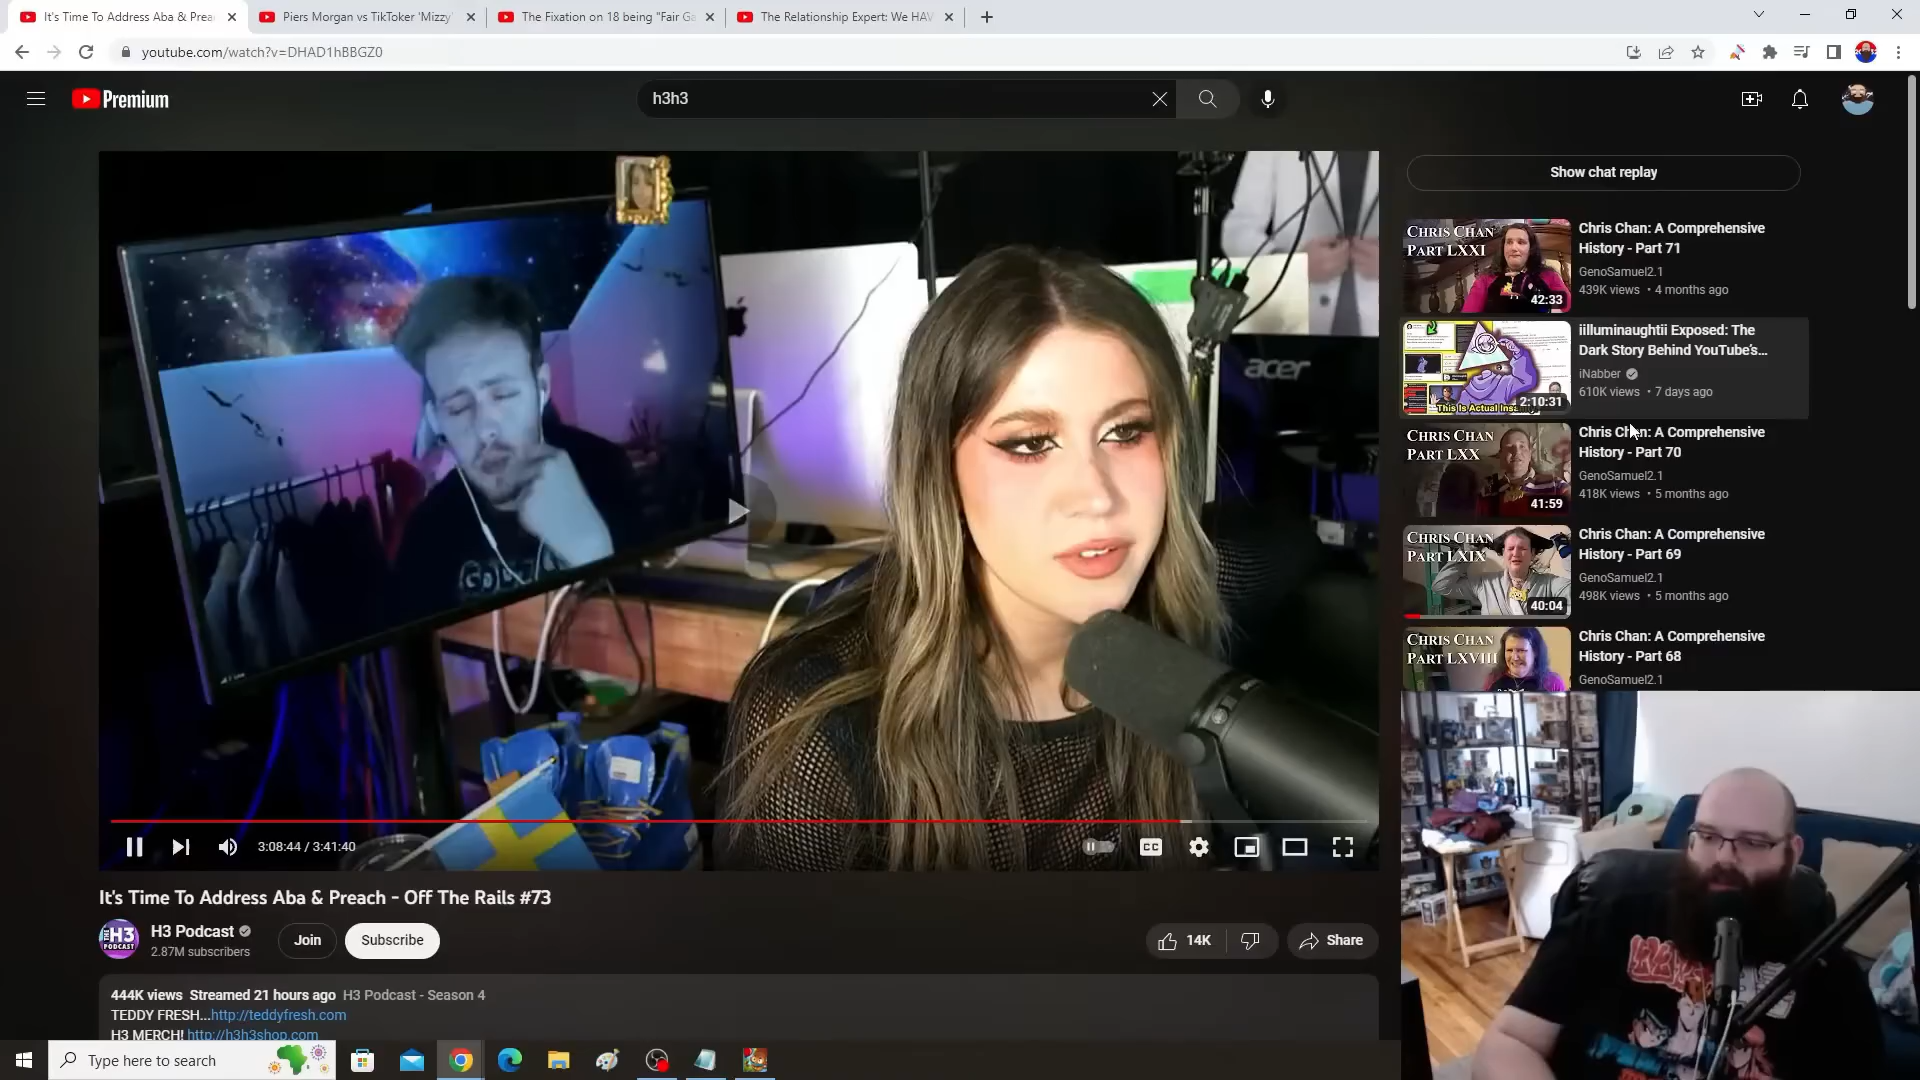 It's Time To Address Aba & Prea
Piers Morgan vs TikToker 'Mizzy'
The Fixation on 18 being "Fair Ga
The Relationship Expert: We HAV
youtube.com/watch?v=DHAD1hBBGZ0
Premium
h3h3
Show chat replay
CHRIS CHAN
PART LXXI
42:33
Chris Chan: A Comprehensive
History - Part 71
GenoSamuel2.1
439K views • 4 months ago
This Is Actual
2:10:31
iilluminaughtii Exposed: The
Dark Story Behind YouTube's...
iNabber
610K views • 7 days ago
CHRIS CHAN
PART LXX
41:59
Chris Chan: A Comprehensive
History - Part 70
GenoSamuel2.1
418K views • 5 months ago
CHRIS CHAN
PART LXIX
40:04
Chris Chan: A Comprehensive
History - Part 69
GenoSamuel2.1
498K views • 5 months ago
CHRIS CHAN
PART LXVIII
Chris Chan: A Comprehensive
History - Part 68
GenoSamuel2.1
acer
3:08:44 / 3:41:40
CC
It's Time To Address Aba & Preach - Off The Rails #73
THE
H3
PODCAST
H3 Podcast
2.87M subscribers
Join
Subscribe
14K
Share
444K views Streamed 21 hours ago H3 Podcast - Season 4
TEDDY FRESH...http://teddyfresh.com
H3 MERCH! http://h3h3shop.com
Type here to search